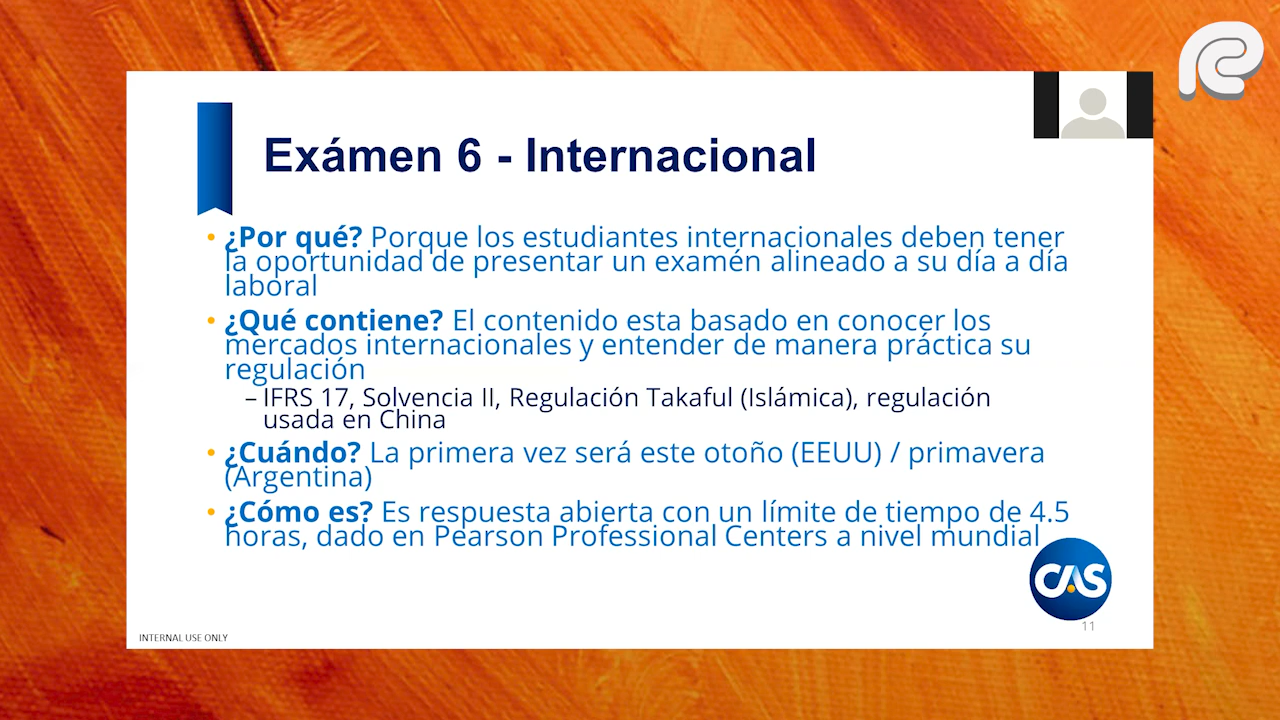 Exámen 6 - Internacional
• ¿Por qué? Porque los estudiantes internacionales deben tener
la oportunidad de presentar un examén alineado a su día a día
laboral
• ¿Qué contiene? El contenido esta basado en conocer los
mercados internacionales y entender de manera práctica su
regulación
– IFRS 17, Solvencia II, Regulación Takaful (Islámica), regulación
usada en China
• ¿Cuándo? La primera vez será este otoño (EEUU) / primavera
(Argentina)
• ¿Cómo es? Es respuesta abierta con un límite de tiempo de 4.5
horas, dado en Pearson Professional Centers a nivel mundial
CAS
11
INTERNAL USE ONLY